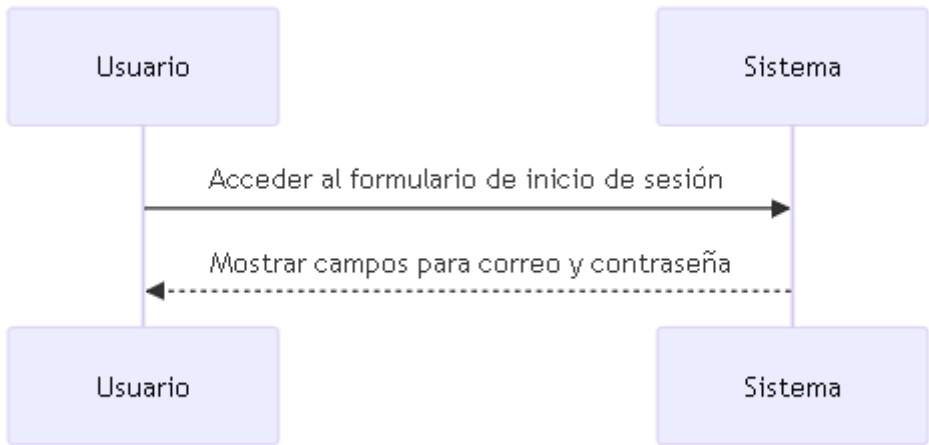 Usuario
Sistema
Acceder al formulario de inicio de sesión
Mostrar campos para correo y contraseña
Usuario
Sistema